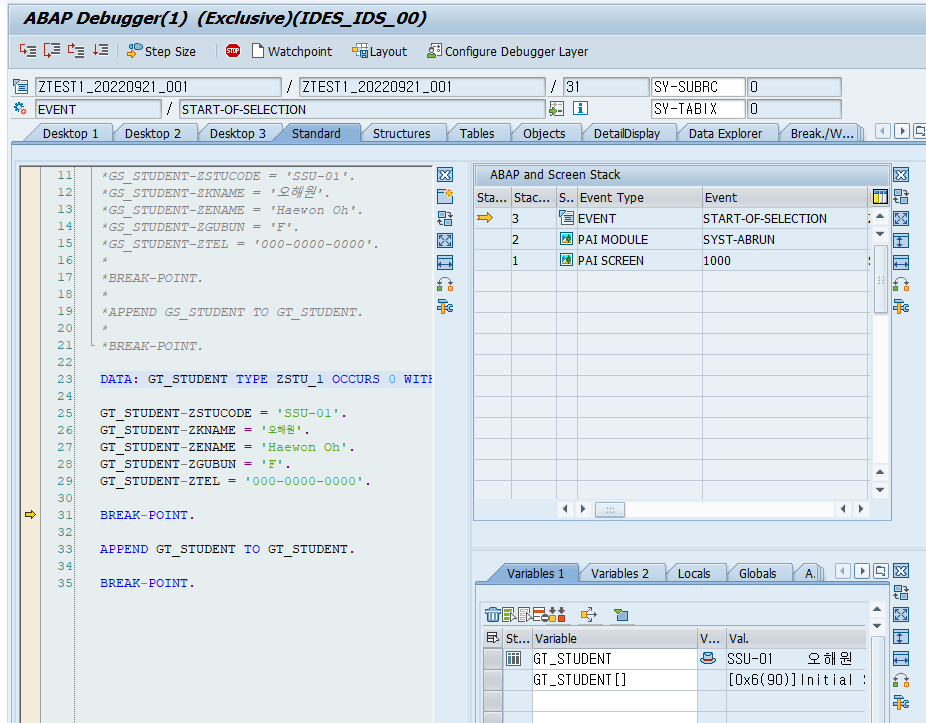 ABAP Debugger(1) (Exclusive)(IDES_IDS_00)
Step Size STOP Watchpoint Layout Configure Debugger Layer
ZTEST1_20220921_001 / ZTEST1_20220921_001 / 31 SY-SUBRC 0
EVENT / START-OF-SELECTION SY-TABIX 0
Desktop 1 Desktop 2 Desktop 3 Standard Structures Tables Objects DetailDisplay Data Explorer Break./W...
11 *GS_STUDENT-ZSTUCODE = 'SSU-01'.
12 *GS_STUDENT-ZKNAME = '오해원'.
13 *GS_STUDENT-ZENAME = 'Haewon Oh'.
14 *GS_STUDENT-ZGUBUN = 'F'.
15 *GS_STUDENT-ZTEL = '000-0000-0000'.
16 *
17 *BREAK-POINT.
18 *
19 *APPEND GS_STUDENT TO GT_STUDENT.
20 *
21 *BREAK-POINT.
22
23 DATA: GT_STUDENT TYPE ZSTU_1 OCCURS 0 WITH
24
25 GT_STUDENT-ZSTUCODE = 'SSU-01'.
26 GT_STUDENT-ZKNAME = '오해원'.
27 GT_STUDENT-ZENAME = 'Haewon Oh'.
28 GT_STUDENT-ZGUBUN = 'F'.
29 GT_STUDENT-ZTEL = '000-0000-0000'.
30
31 BREAK-POINT.
32
33 APPEND GT_STUDENT TO GT_STUDENT.
34
35 BREAK-POINT.
ABAP and Screen Stack
Sta... Stac... S.. Event Type Event
3 EVENT START-OF-SELECTION
2 PAI MODULE SYST-ABRUN
1 PAI SCREEN 1000
Variables 1 Variables 2 Locals Globals A.
St... Variable V... Val.
GT_STUDENT SSU-01 오해원
GT_STUDENT[] [0x6(90)]Initial